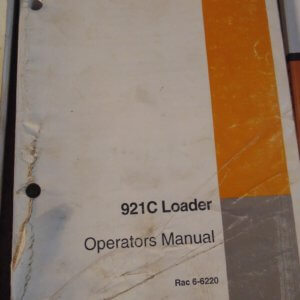 921C Loader
Operators Manual
Rac 6-6220